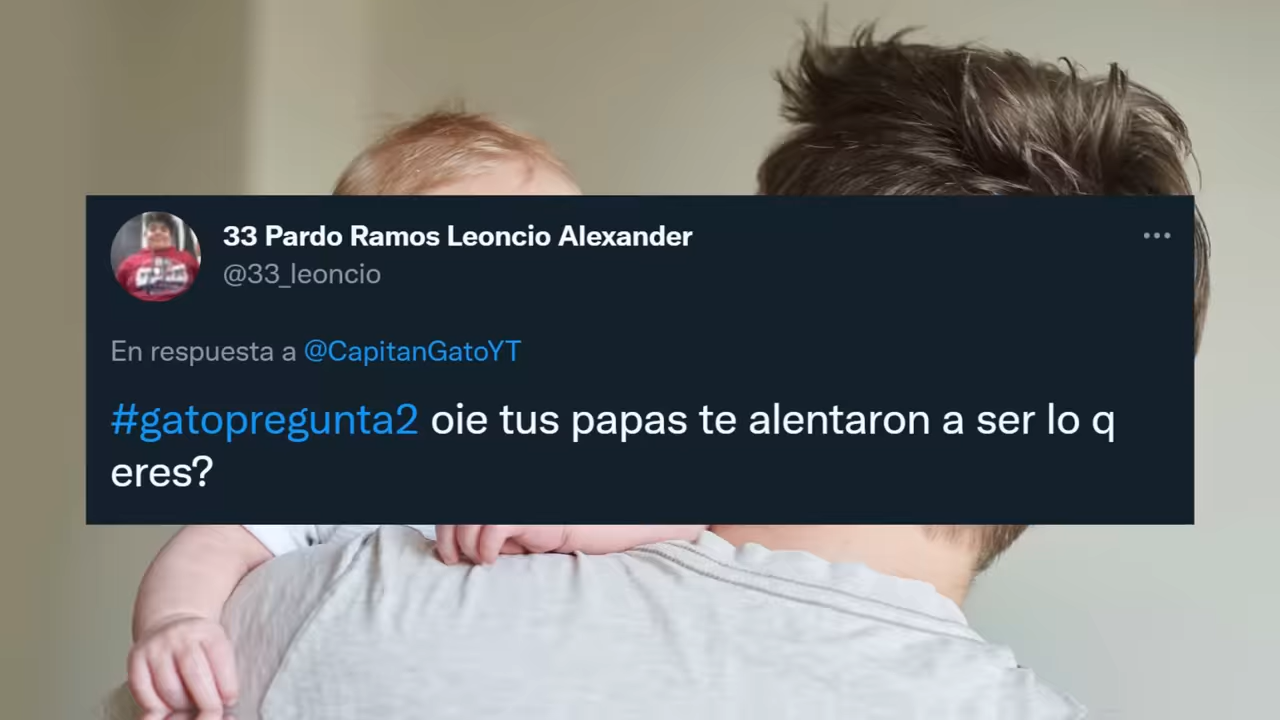 33 Pardo Ramos Leoncio Alexander
@33_leoncio
En respuesta a @CapitanGatoYT
#gatopregunta2 oie tus papas te alentaron a ser lo q
eres?